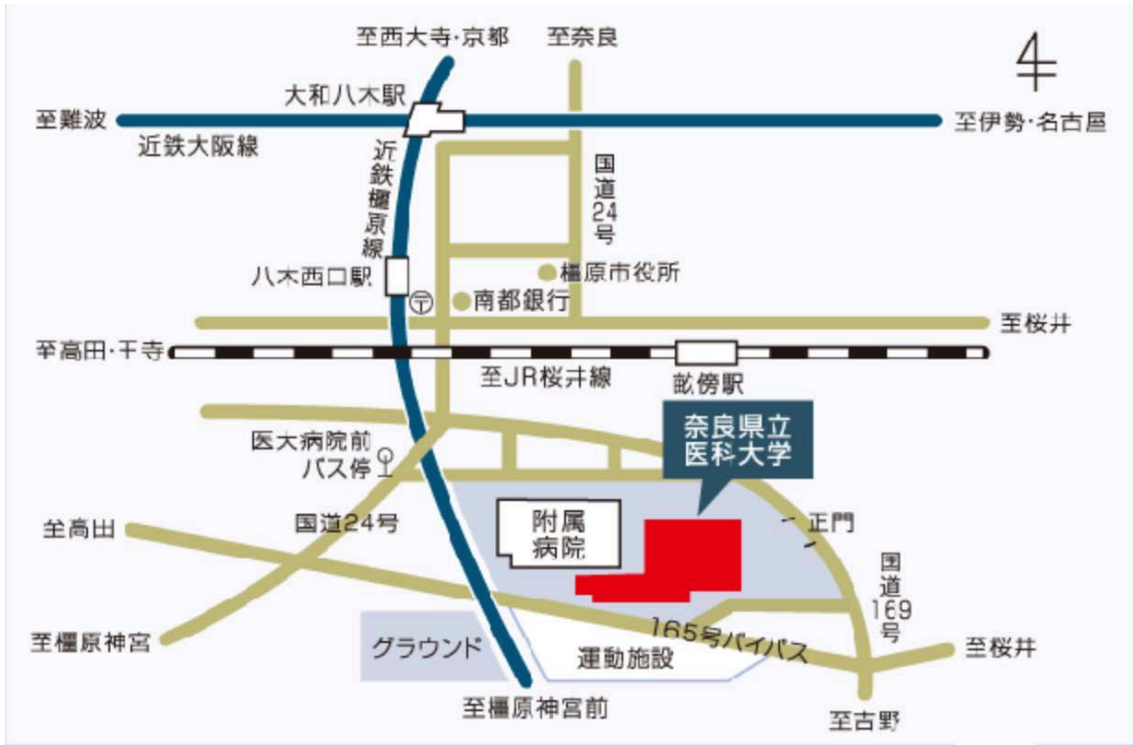 至西大寺・京都
至奈良
大和八木駅
至難波
至伊勢・名古屋
近鉄大阪線
近鉄橿原線
国道24号
八木西口駅
橿原市役所
〒
南都銀行
至桜井
至高田・王寺
至JR桜井線
畝傍駅
奈良県立
医科大学
医大病院前
バス停
附属
病院
正門
国道24号
至高田
国道169号
165号バイパス
至橿原神宮
グラウンド
運動施設
至桜井
至橿原神宮前
至吉野